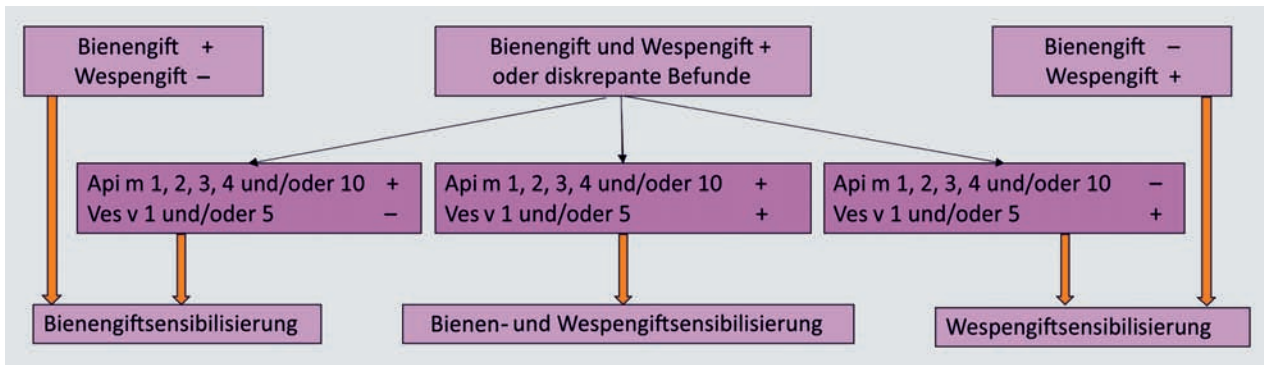 Bienengift +
Wespengift –
Bienengift und Wespengift +
oder diskrepante Befunde
Bienengift –
Wespengift +
Api m 1, 2, 3, 4 und/oder 10 +
Ves v 1 und/oder 5 –
Api m 1, 2, 3, 4 und/oder 10 +
Ves v 1 und/oder 5 +
Api m 1, 2, 3, 4 und/oder 10 –
Ves v 1 und/oder 5 +
Bienengiftsensibilisierung
Bienen- und Wespengiftsensibilisierung
Wespengiftsensibilisierung